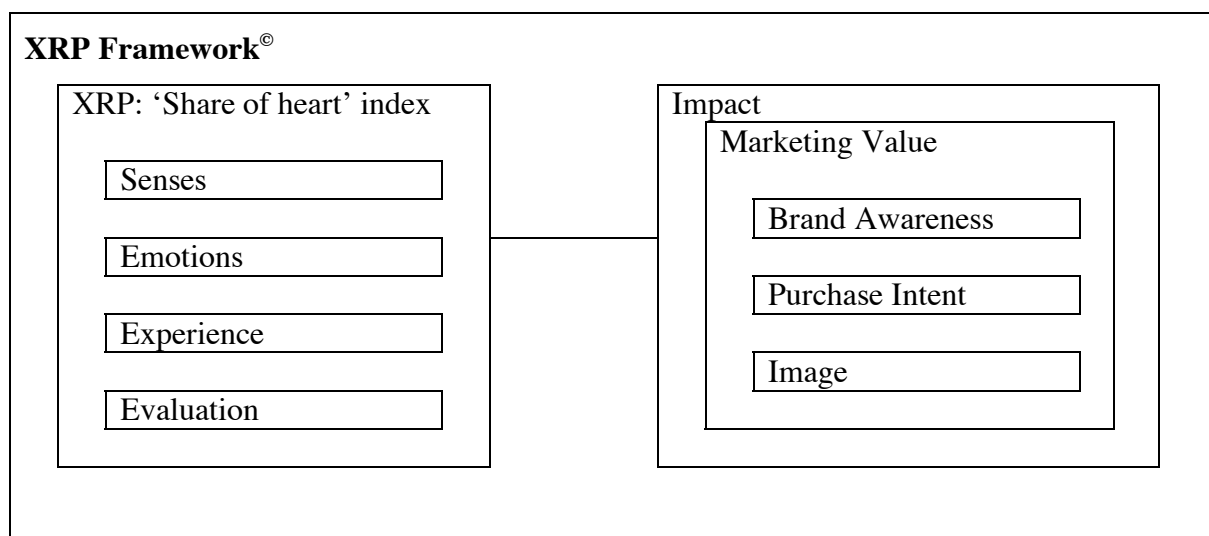 XRP Framework©
XRP: ‘Share of heart’ index
Senses
Emotions
Experience
Evaluation
Impact
Marketing Value
Brand Awareness
Purchase Intent
Image